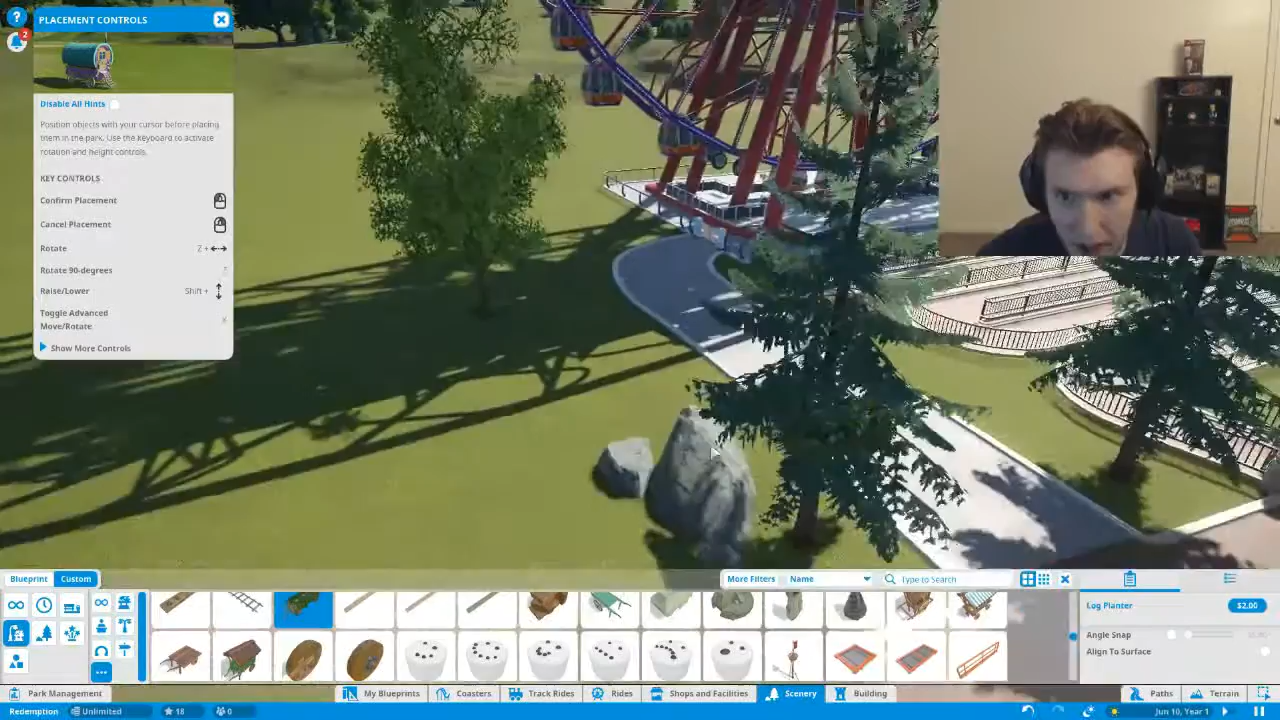 PLACEMENT CONTROLS
Disable All Hints
Position objects with your cursor before placing
them in the park. Use the keyboard to activate
rotation and height controls.
KEY CONTROLS
Confirm Placement
Cancel Placement
Rotate Z +
Rotate 90-degrees Z
Raise/Lower Shift +
Toggle Advanced
Move/Rotate X
Show More Controls
Blueprint Custom More Filters Name Type to Search
Log Planter $2.00
Angle Snap
Align To Surface
Park Management My Blueprints Coasters Track Rides Rides Shops and Facilities Scenery Building Paths Terrain
Redemption Unlimited 18 0 Jun 10, Year 1